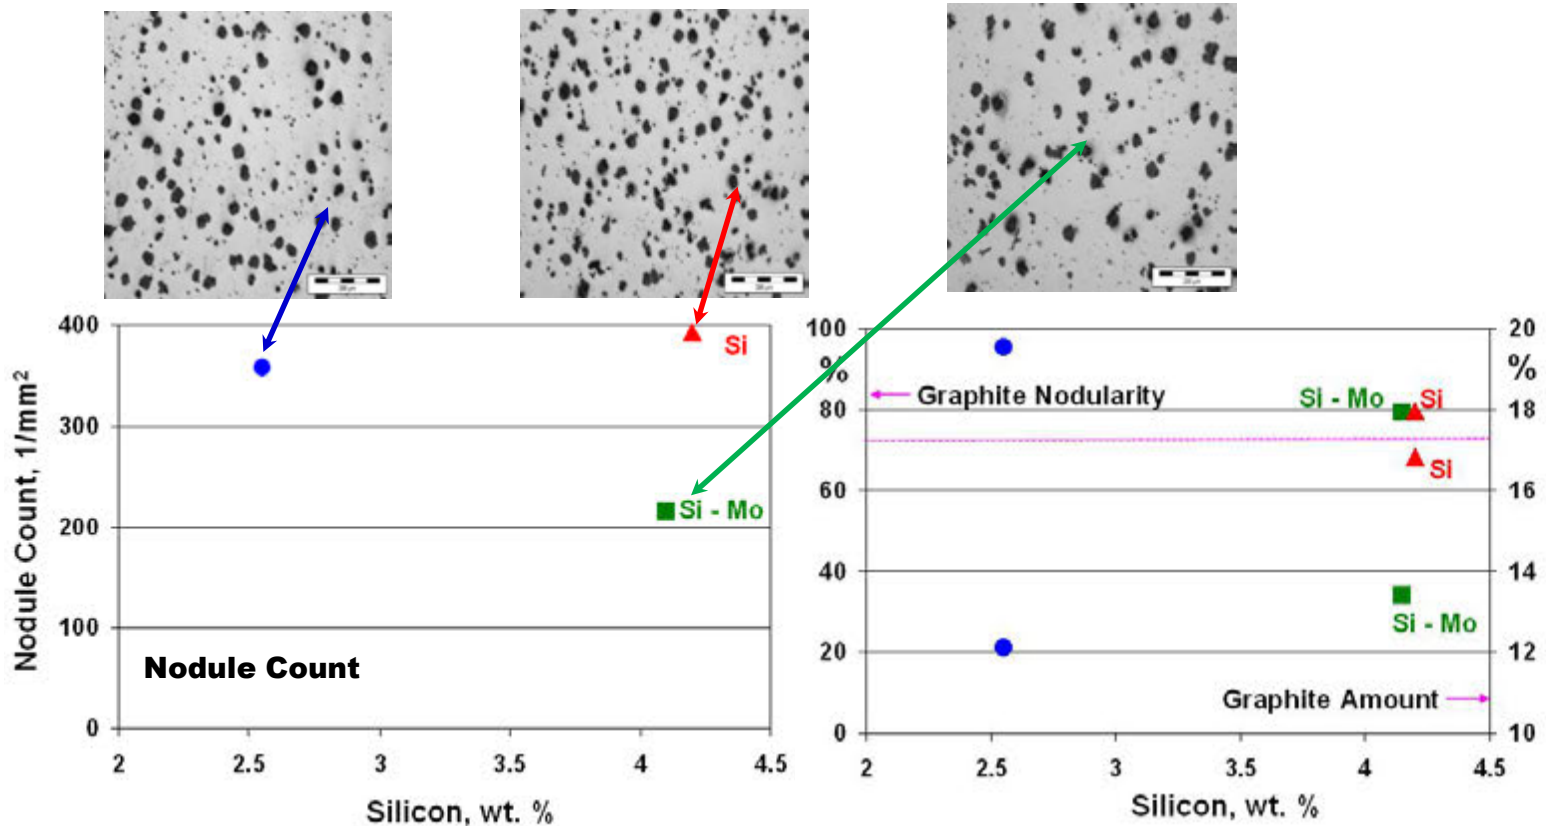 400
300
200
100
0
Nodule Count, 1/mm2
Si
Si - Mo
Nodule Count
2
2.5
3
3.5
4
4.5
Silicon, wt. %
100
%
80
60
40
20
0
Graphite Nodularity
Si - Mo
Si
Si
Si - Mo
Graphite Amount
20
%
18
16
14
12
10
2
2.5
3
3.5
4
4.5
Silicon, wt. %